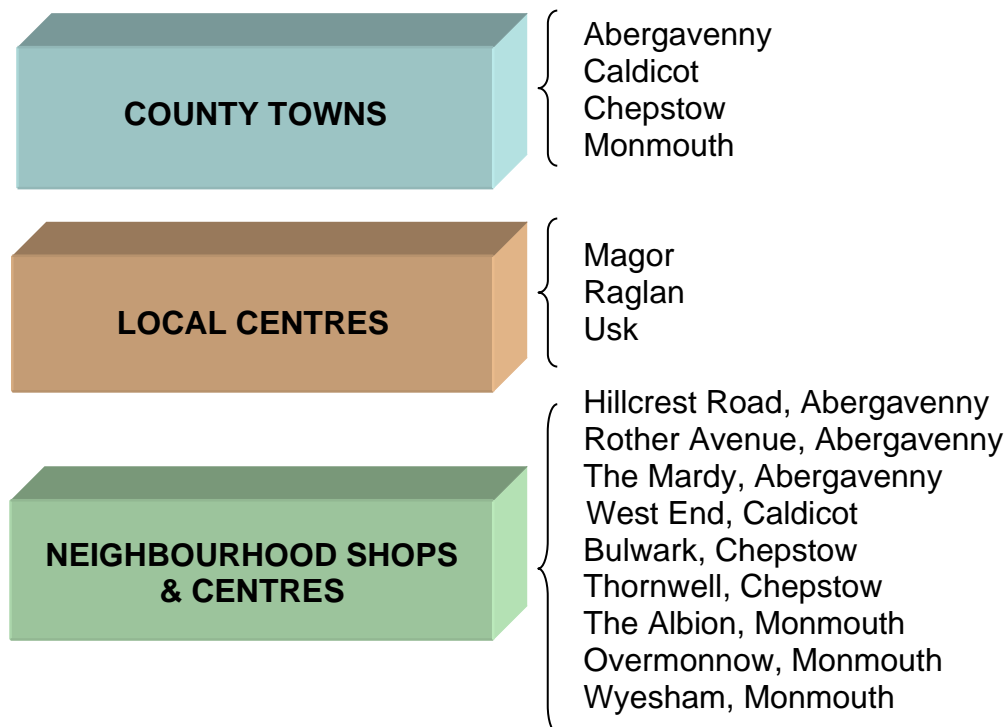 COUNTY TOWNS
Abergavenny
Caldicot
Chepstow
Monmouth
LOCAL CENTRES
Magor
Raglan
Usk
NEIGHBOURHOOD SHOPS
& CENTRES
Hillcrest Road, Abergavenny
Rother Avenue, Abergavenny
The Mardy, Abergavenny
West End, Caldicot
Bulwark, Chepstow
Thornwell, Chepstow
The Albion, Monmouth
Overmonnow, Monmouth
Wyesham, Monmouth